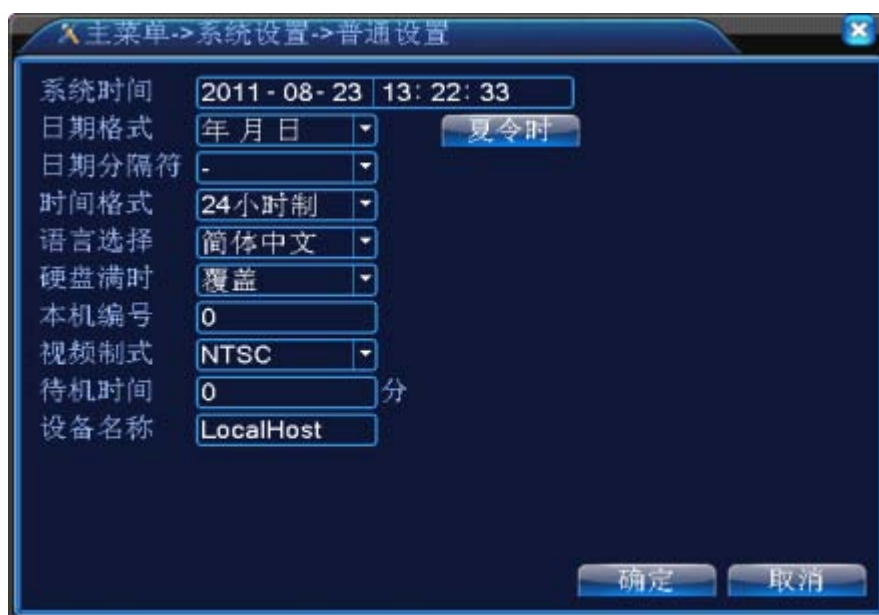 主菜单->系统设置->普通设置
系统时间 2011-08-23 13:22:33
日期格式 年月日 夏令时
日期分隔符 -
时间格式 24小时制
语言选择 简体中文
硬盘满时 覆盖
本机编号 0
视频制式 NTSC
待机时间 0 分
设备名称 LocalHost
确定 取消